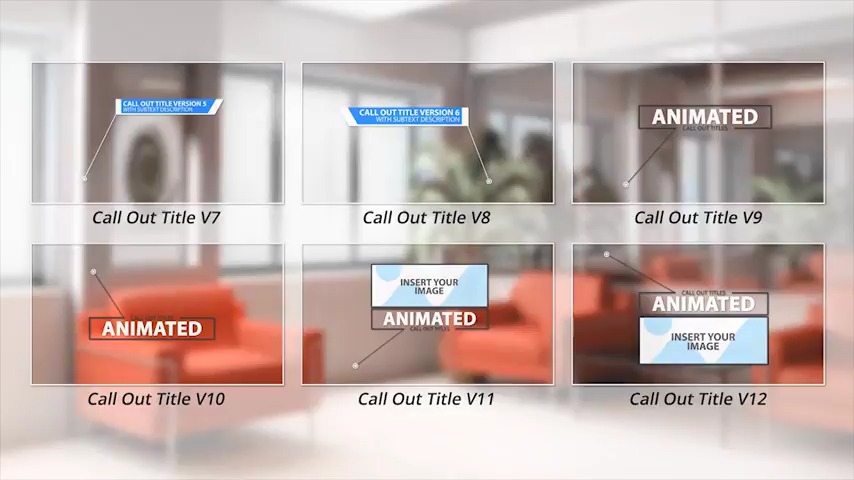 CALL OUT TITLE VERSION 5
WITH SUBTEXT DESCRIPTION
Call Out Title V7
CALL OUT TITLE VERSION 6
WITH SUBTEXT DESCRIPTION
Call Out Title V8
ANIMATED
CALL OUT TITLES
Call Out Title V9
ANIMATED
Call Out Title V10
INSERT YOUR
IMAGE
ANIMATED
CALL OUT TITLES
Call Out Title V11
CALL OUT TITLES
ANIMATED
INSERT YOUR
IMAGE
Call Out Title V12